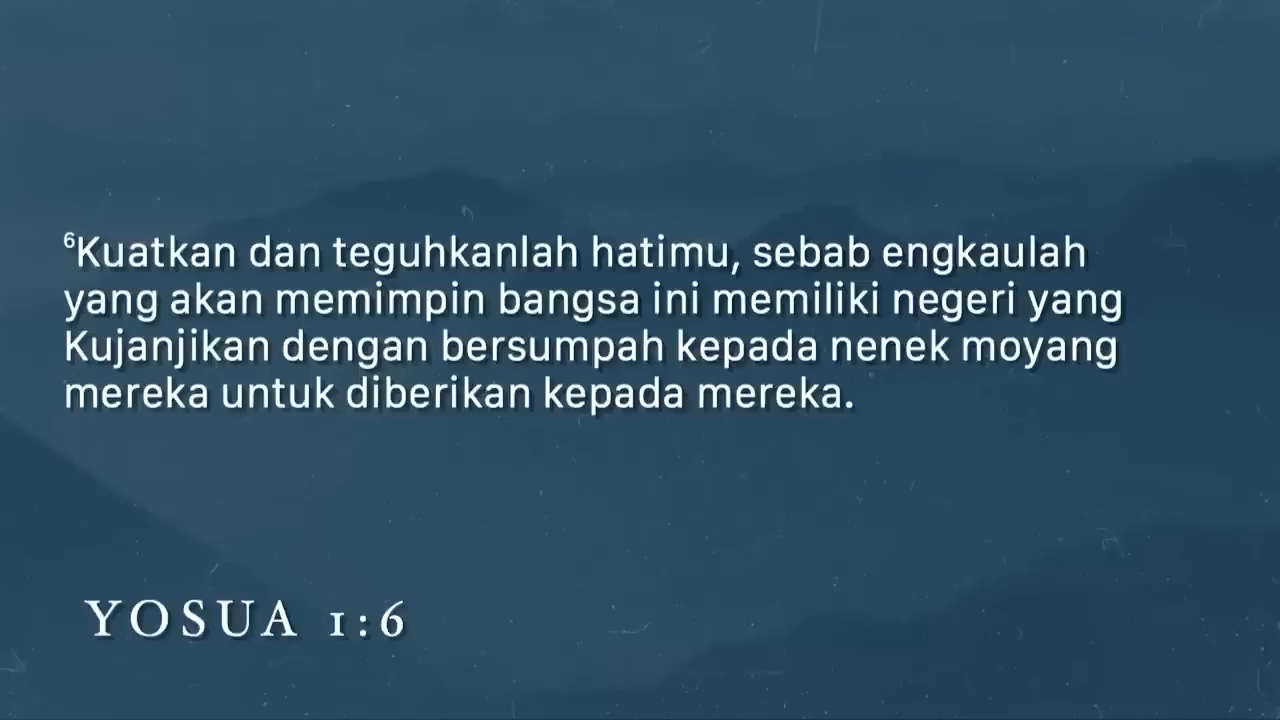 ⁶Kuatkan dan teguhkanlah hatimu, sebab engkaulah
yang akan memimpin bangsa ini memiliki negeri yang
Kujanjikan dengan bersumpah kepada nenek moyang
mereka untuk diberikan kepada mereka.
YOSUA 1:6